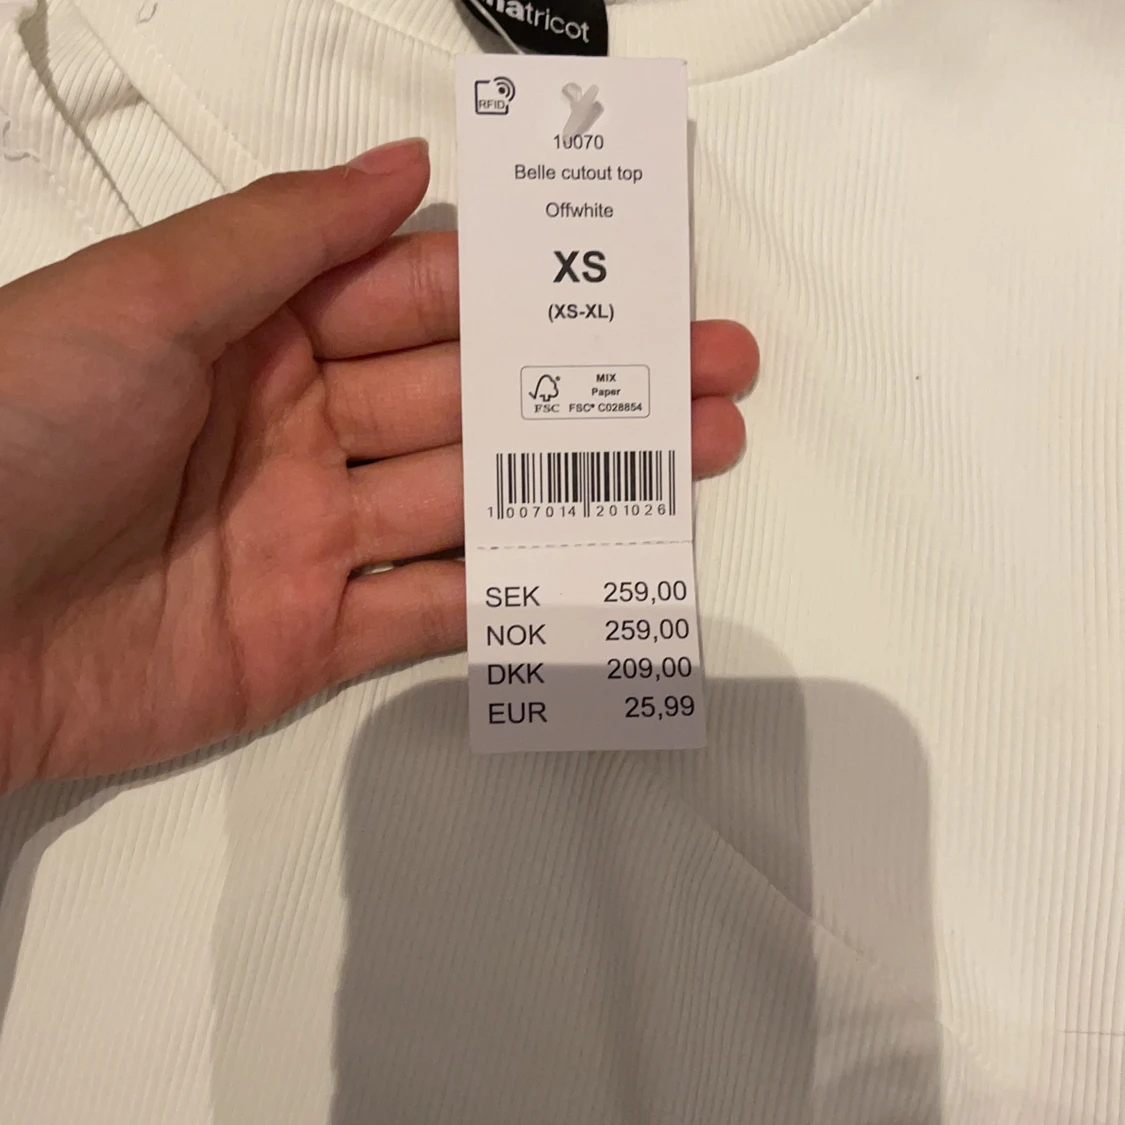 atricot
RFID
10070
Belle cutout top
Offwhite
XS
(XS-XL)
MIX
Paper
FSC FSC® C028854
1 007014 201026
SEK 259,00
NOK 259,00
DKK 209,00
EUR 25,99